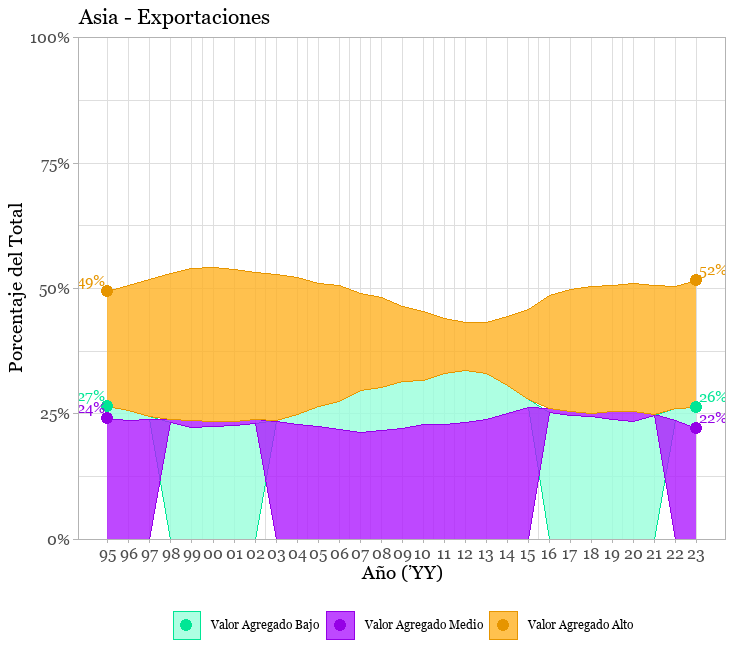 Asia - Exportaciones
Porcentaje del Total
100%
75%
50%
25%
0%
49%
27%
24%
52%
26%
22%
95 96 97 98 99 00 01 02 03 04 05 06 07 08 09 10 11 12 13 14 15 16 17 18 19 20 21 22 23
Año ('YY)
Valor Agregado Bajo Valor Agregado Medio Valor Agregado Alto